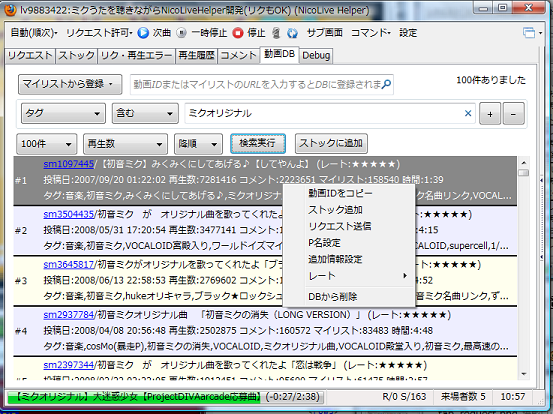 lv9883422:ミクうたを聴きながらNicoLiveHelper開発(リクもOK) (NicoLive Helper)
自動(順次) リクエスト許可 次曲 一時停止 停止 サブ画面 コマンド 設定
リクエスト ストック リク・再生エラー 再生履歴 コメント 動画DB Debug
マイリストから登録 動画IDまたはマイリストのURLを入力するとDBに登録されま 100件ありました
タグ 含む ミクオリジナル + -
100件 再生数 降順 検索実行 ストックに追加
#1
sm1097445/【初音ミク】みくみくにしてあげる♪【してやんよ】 (レート:★★★★★)
投稿日:2007/09/20 01:22:02 再生数:7281416 コメント:2223651 マイリスト:158540 時間:1:39
タグ:音楽,初音ミク,みくみくにしてあげる♪, ク名曲リンク,VOCAL
動画IDをコピー
ストック追加
リクエスト送信
P名設定
追加情報設定
レート
DBから削除
#2
sm3504435/初音ミク が オリジナル曲を歌ってくれたよ :★★★★★)
投稿日:2008/05/31 17:20:54 再生数:3477141 コメント: :4:15
タグ:音楽,初音ミク,VOCALOID宮殿入り,ワールドイズマイ ALOID,supercell,1/...
#3
sm3645817/初音ミクがオリジナルを歌ってくれたよ「ブラ ★★★★★)
投稿日:2008/06/13 22:58:53 再生数:2769602 コメント :5:19
タグ:音楽,初音ミク,hukeオリキャラ,ブラック★ロックシュ ミク名曲リンク,ず...
#4
sm2937784/初音ミクオリジナル曲 「初音ミクの消失(LONG VERSION)」 (レート:★★★★★)
投稿日:2008/04/08 20:56:48 再生数:2502875 コメント:160572 マイリスト:83483 時間:4:48
タグ:音楽,cosMo(暴走P),初音ミクの消失,VOCALOID,ミクオリジナル曲,VOCALOID殿堂入り,初音ミク,最高速の...
sm2397344/初音ミク が オリジナル曲を歌ってくれたよ「恋は戦争」 (レート:★★★★★)
【ミクオリジナル】大迷惑少女【ProjectDIVAarcade応募曲】 (-0:27/2:38) R/0 S/163 来場者数 5 10:57